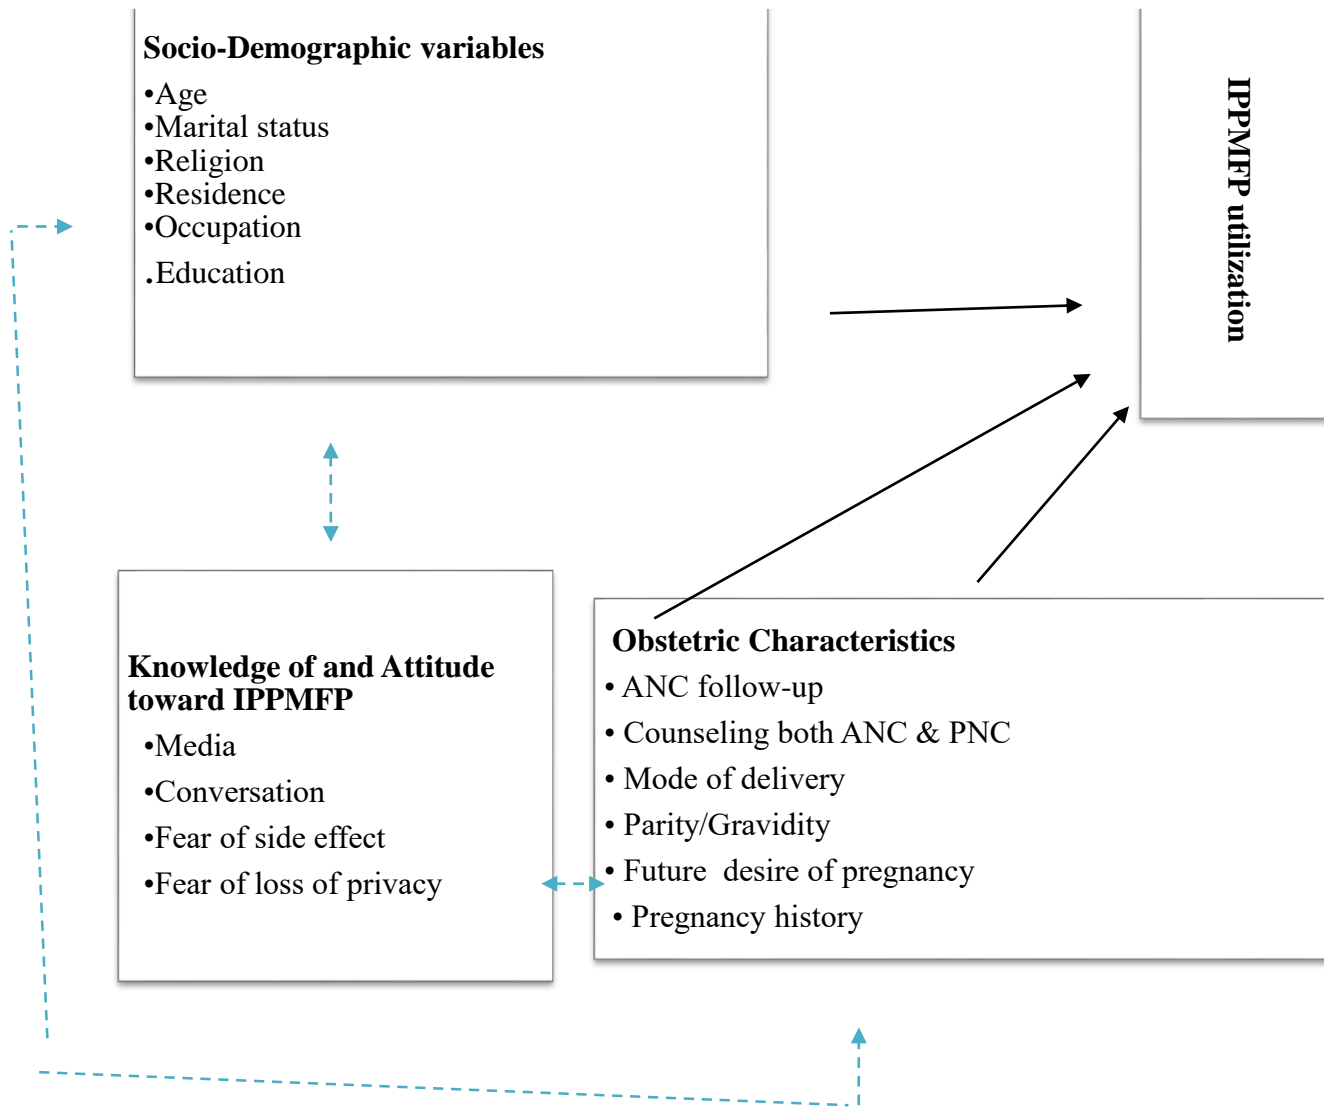 Socio-Demographic variables
•Age
•Marital status
•Religion
•Residence
•Occupation
.Education
IPPMFP utilization
Knowledge of and Attitude
toward IPPMFP
•Media
•Conversation
•Fear of side effect
•Fear of loss of privacy
Obstetric Characteristics
• ANC follow-up
• Counseling both ANC & PNC
• Mode of delivery
• Parity/Gravidity
• Future desire of pregnancy
• Pregnancy history